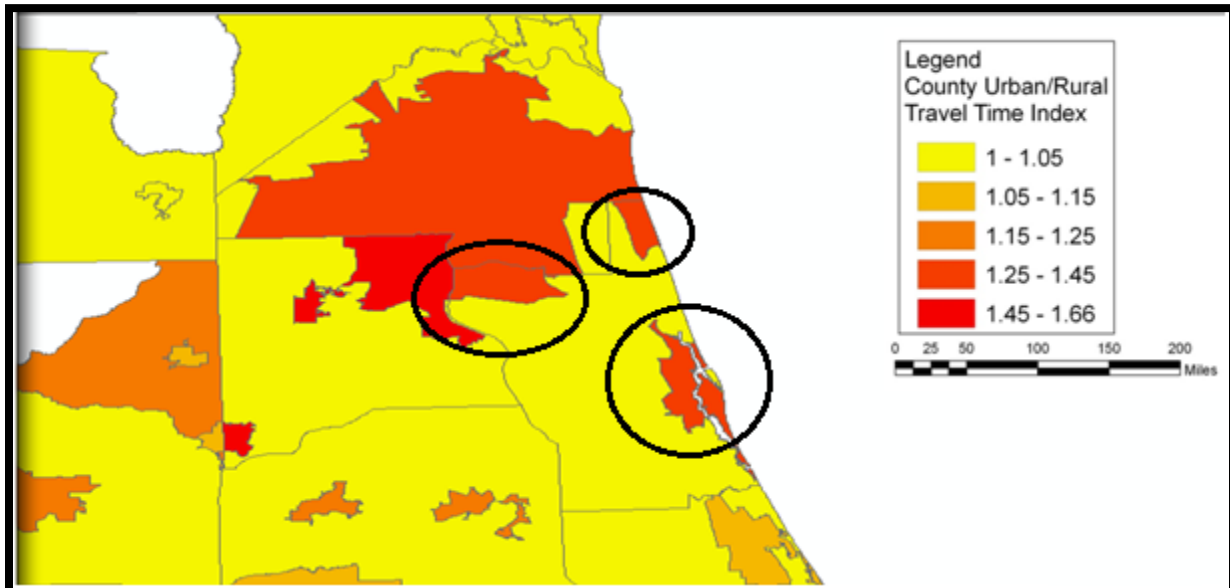 Legend
County Urban/Rural
Travel Time Index
1 - 1.05
1.05 - 1.15
1.15 - 1.25
1.25 - 1.45
1.45 - 1.66
0 25 50 100 150 200
Miles